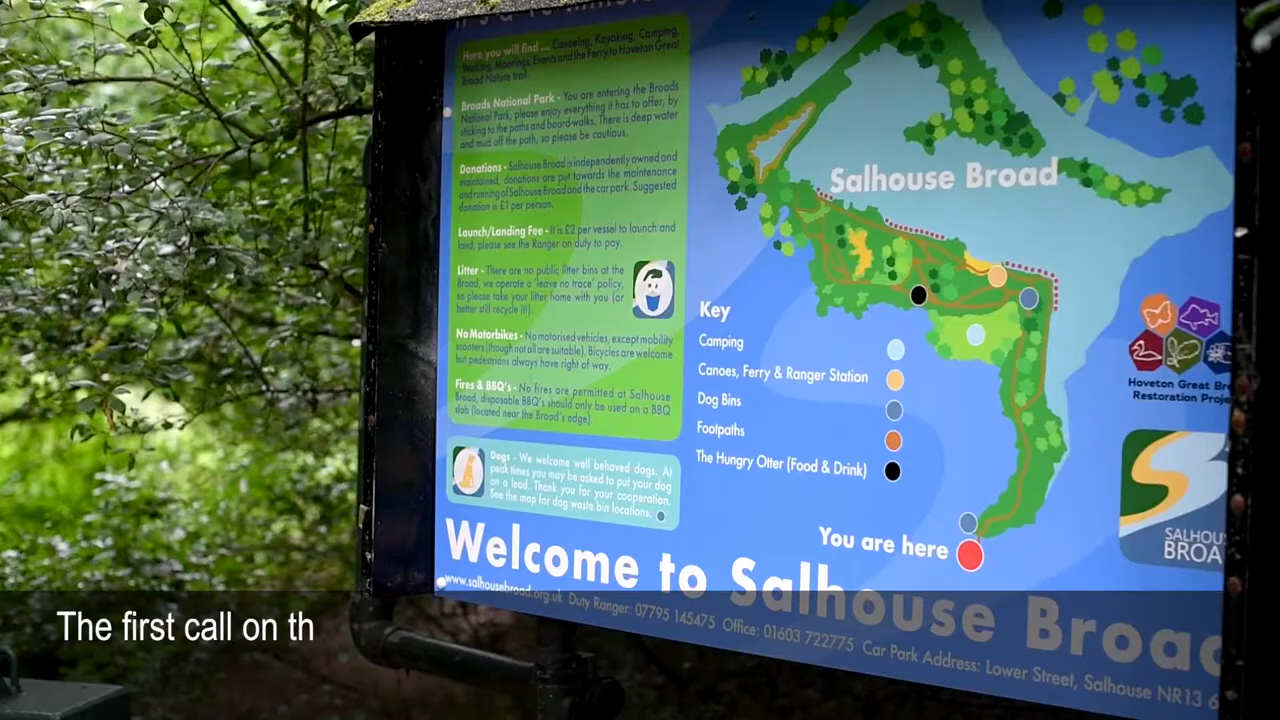 Here you will find ... Canoeing, Kayaking, Camping,
Walking, Moorings, Events and the Ferry to Hoveton Great
Broad Nature trail.
Broads National Park - You are entering the Broads
National Park, please enjoy everything it has to offer, by
sticking to the paths and board-walks. There is deep water
and mud off the path, so please be cautious.
Donations - Salhouse Broad is independently owned and
maintained, donations are put towards the maintenance
and running of Salhouse Broad and the car park. Suggested
donation is £1 per person.
Launch/Landing Fee - It is £2 per vessel to launch and
land, please see the Ranger on duty to pay.
Litter - There are no public litter bins at the
Broad, we operate a 'leave no trace' policy,
so please take your litter home with you (or
better still recycle it!).
No Motorbikes - No motorised vehicles, except mobility
scooters (though not all are suitable). Bicycles are welcome
but pedestrians always have right of way.
Fires & BBQ's - No fires are permitted at Salhouse
Broad, disposable BBQ's should only be used on a BBQ
slab (located near the Broad's edge).
Dogs - We welcome well behaved dogs. At
peak times you may be asked to put your dog
on a lead. Thank you for your cooperation.
See the map for dog waste bin locations.
Salhouse Broad
Key
Camping
Canoes, Ferry & Ranger Station
Dog Bins
Footpaths
The Hungry Otter (Food & Drink)
You are here
Hoveton Great Bro
Restoration Proje
SALHOU
BROA
Welcome to Salhouse Broad
www.salhousebroad.org.uk Duty Ranger: 07795 145475 Office: 01603 722775 Car Park Address: Lower Street, Salhouse NR13 6
The first call on th